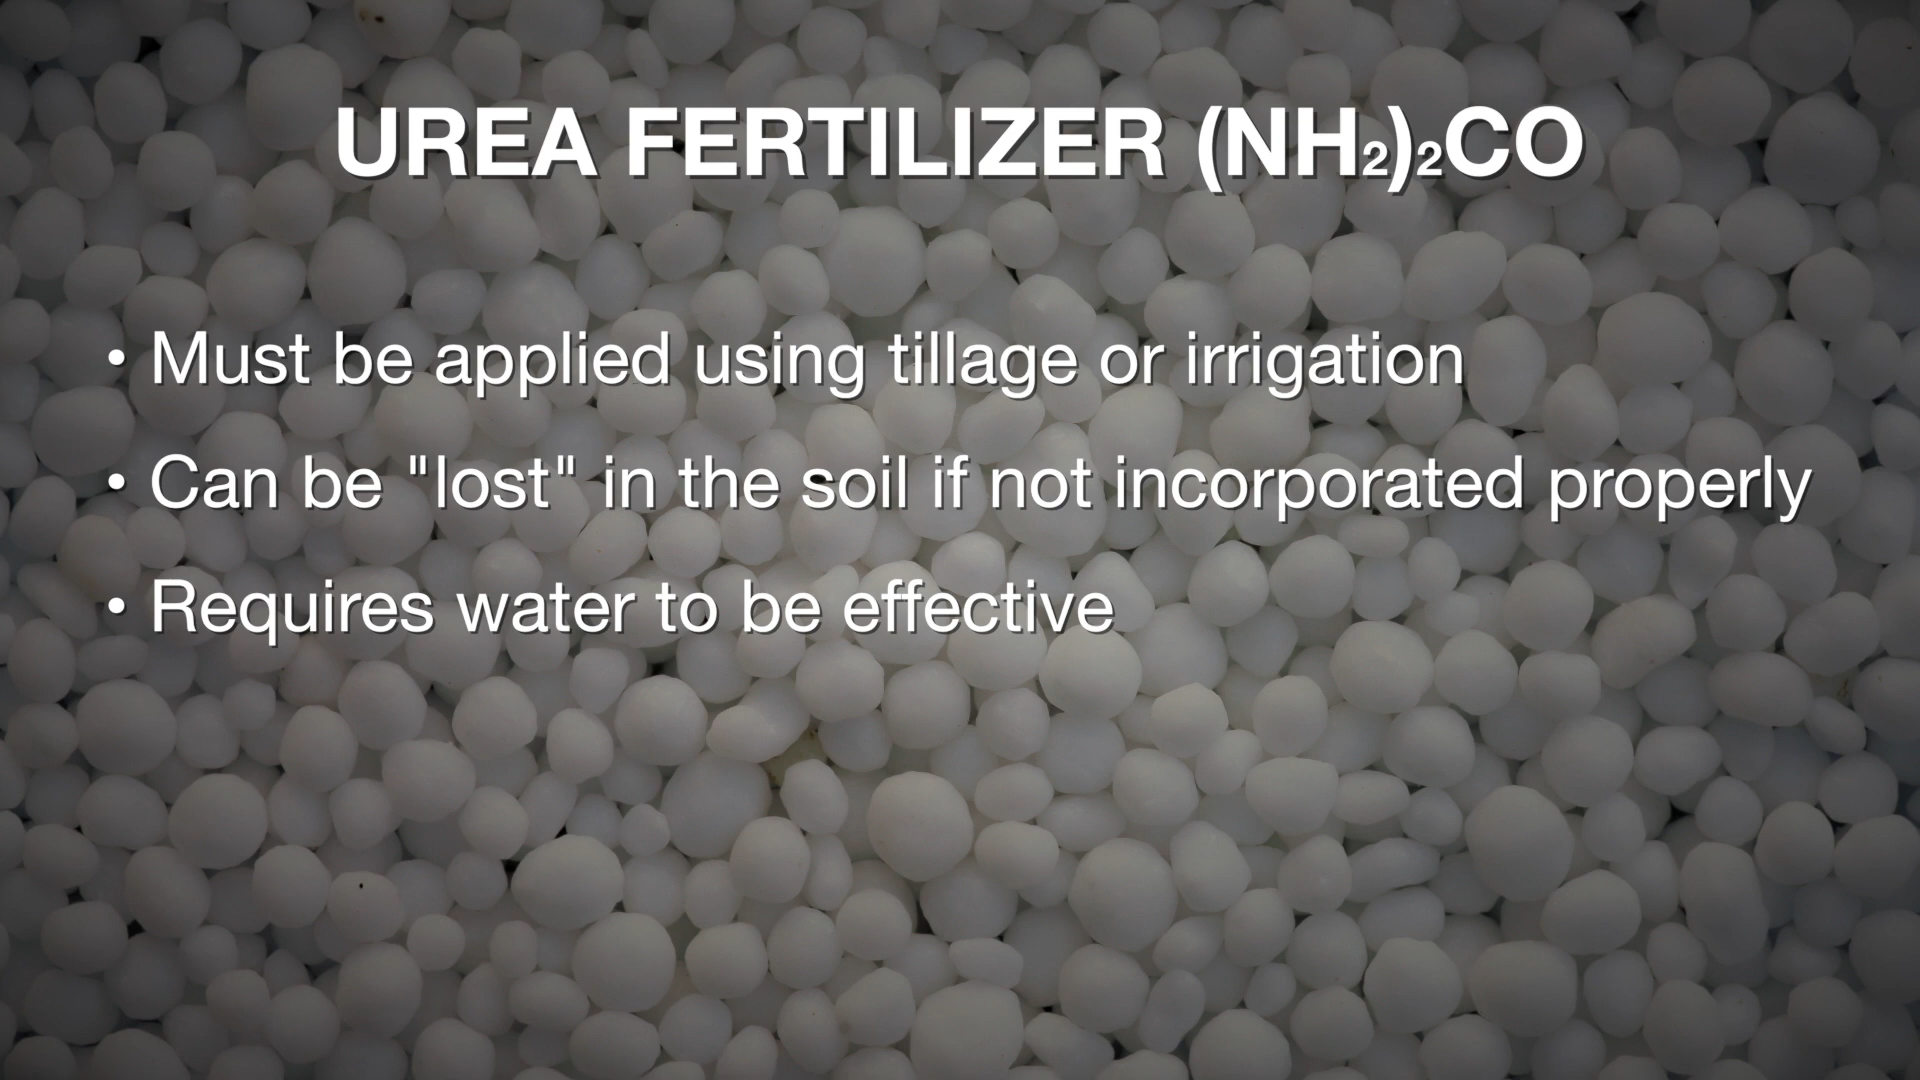 UREA FERTILIZER (NH₂)₂CO
• Must be applied using tillage or irrigation
• Can be "lost" in the soil if not incorporated properly
• Requires water to be effective